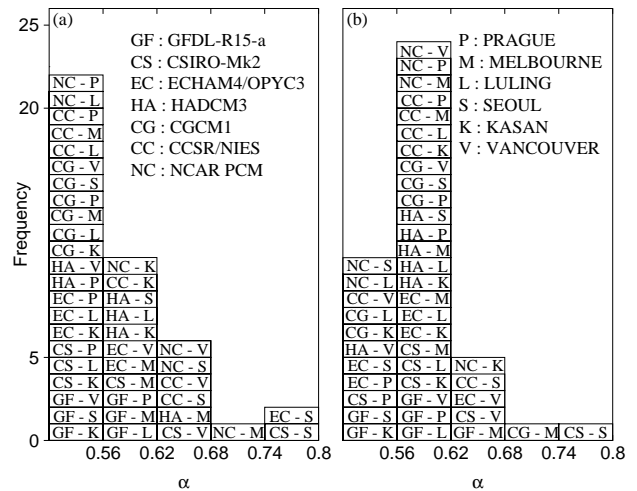 Frequency
25
20
5
0
(a)
GF : GFDL-R15-a
CS : CSIRO-Mk2
EC : ECHAM4/OPYC3
HA : HADCM3
CG : CGCM1
CC : CCSR/NIES
NC : NCAR PCM
NC - P
NC - L
CC - P
CC - M
CC - L
CG - V
CG - S
CG - P
CG - M
CG - L
CG - K
HA - V
HA - P
EC - P
EC - L
EC - K
CS - P
CS - L
CS - K
GF - V
GF - S
GF - K
NC - K
CC - K
HA - S
HA - L
HA - K
EC - V
EC - M
CS - M
GF - P
GF - M
GF - L
NC - V
NC - S
CC - V
CC - S
HA - M
CS - V
NC - M
EC - S
CS - S
0.56 0.62 0.68 0.74 0.8
α
(b)
P : PRAGUE
M : MELBOURNE
L : LULING
S : SEOUL
K : KASAN
V : VANCOUVER
NC - S
NC - L
CC - V
CG - L
CG - K
HA - V
EC - S
EC - P
CS - P
GF - S
GF - K
NC - V
NC - P
NC - M
CC - P
CC - M
CC - L
CC - K
CG - V
CG - S
CG - P
HA - S
HA - P
HA - M
HA - L
HA - K
EC - M
EC - L
EC - K
CS - M
CS - L
CS - K
GF - V
GF - P
GF - L
NC - K
CC - S
EC - V
CS - V
GF - M
CG - M
CS - S
0.56 0.62 0.68 0.74 0.8
α